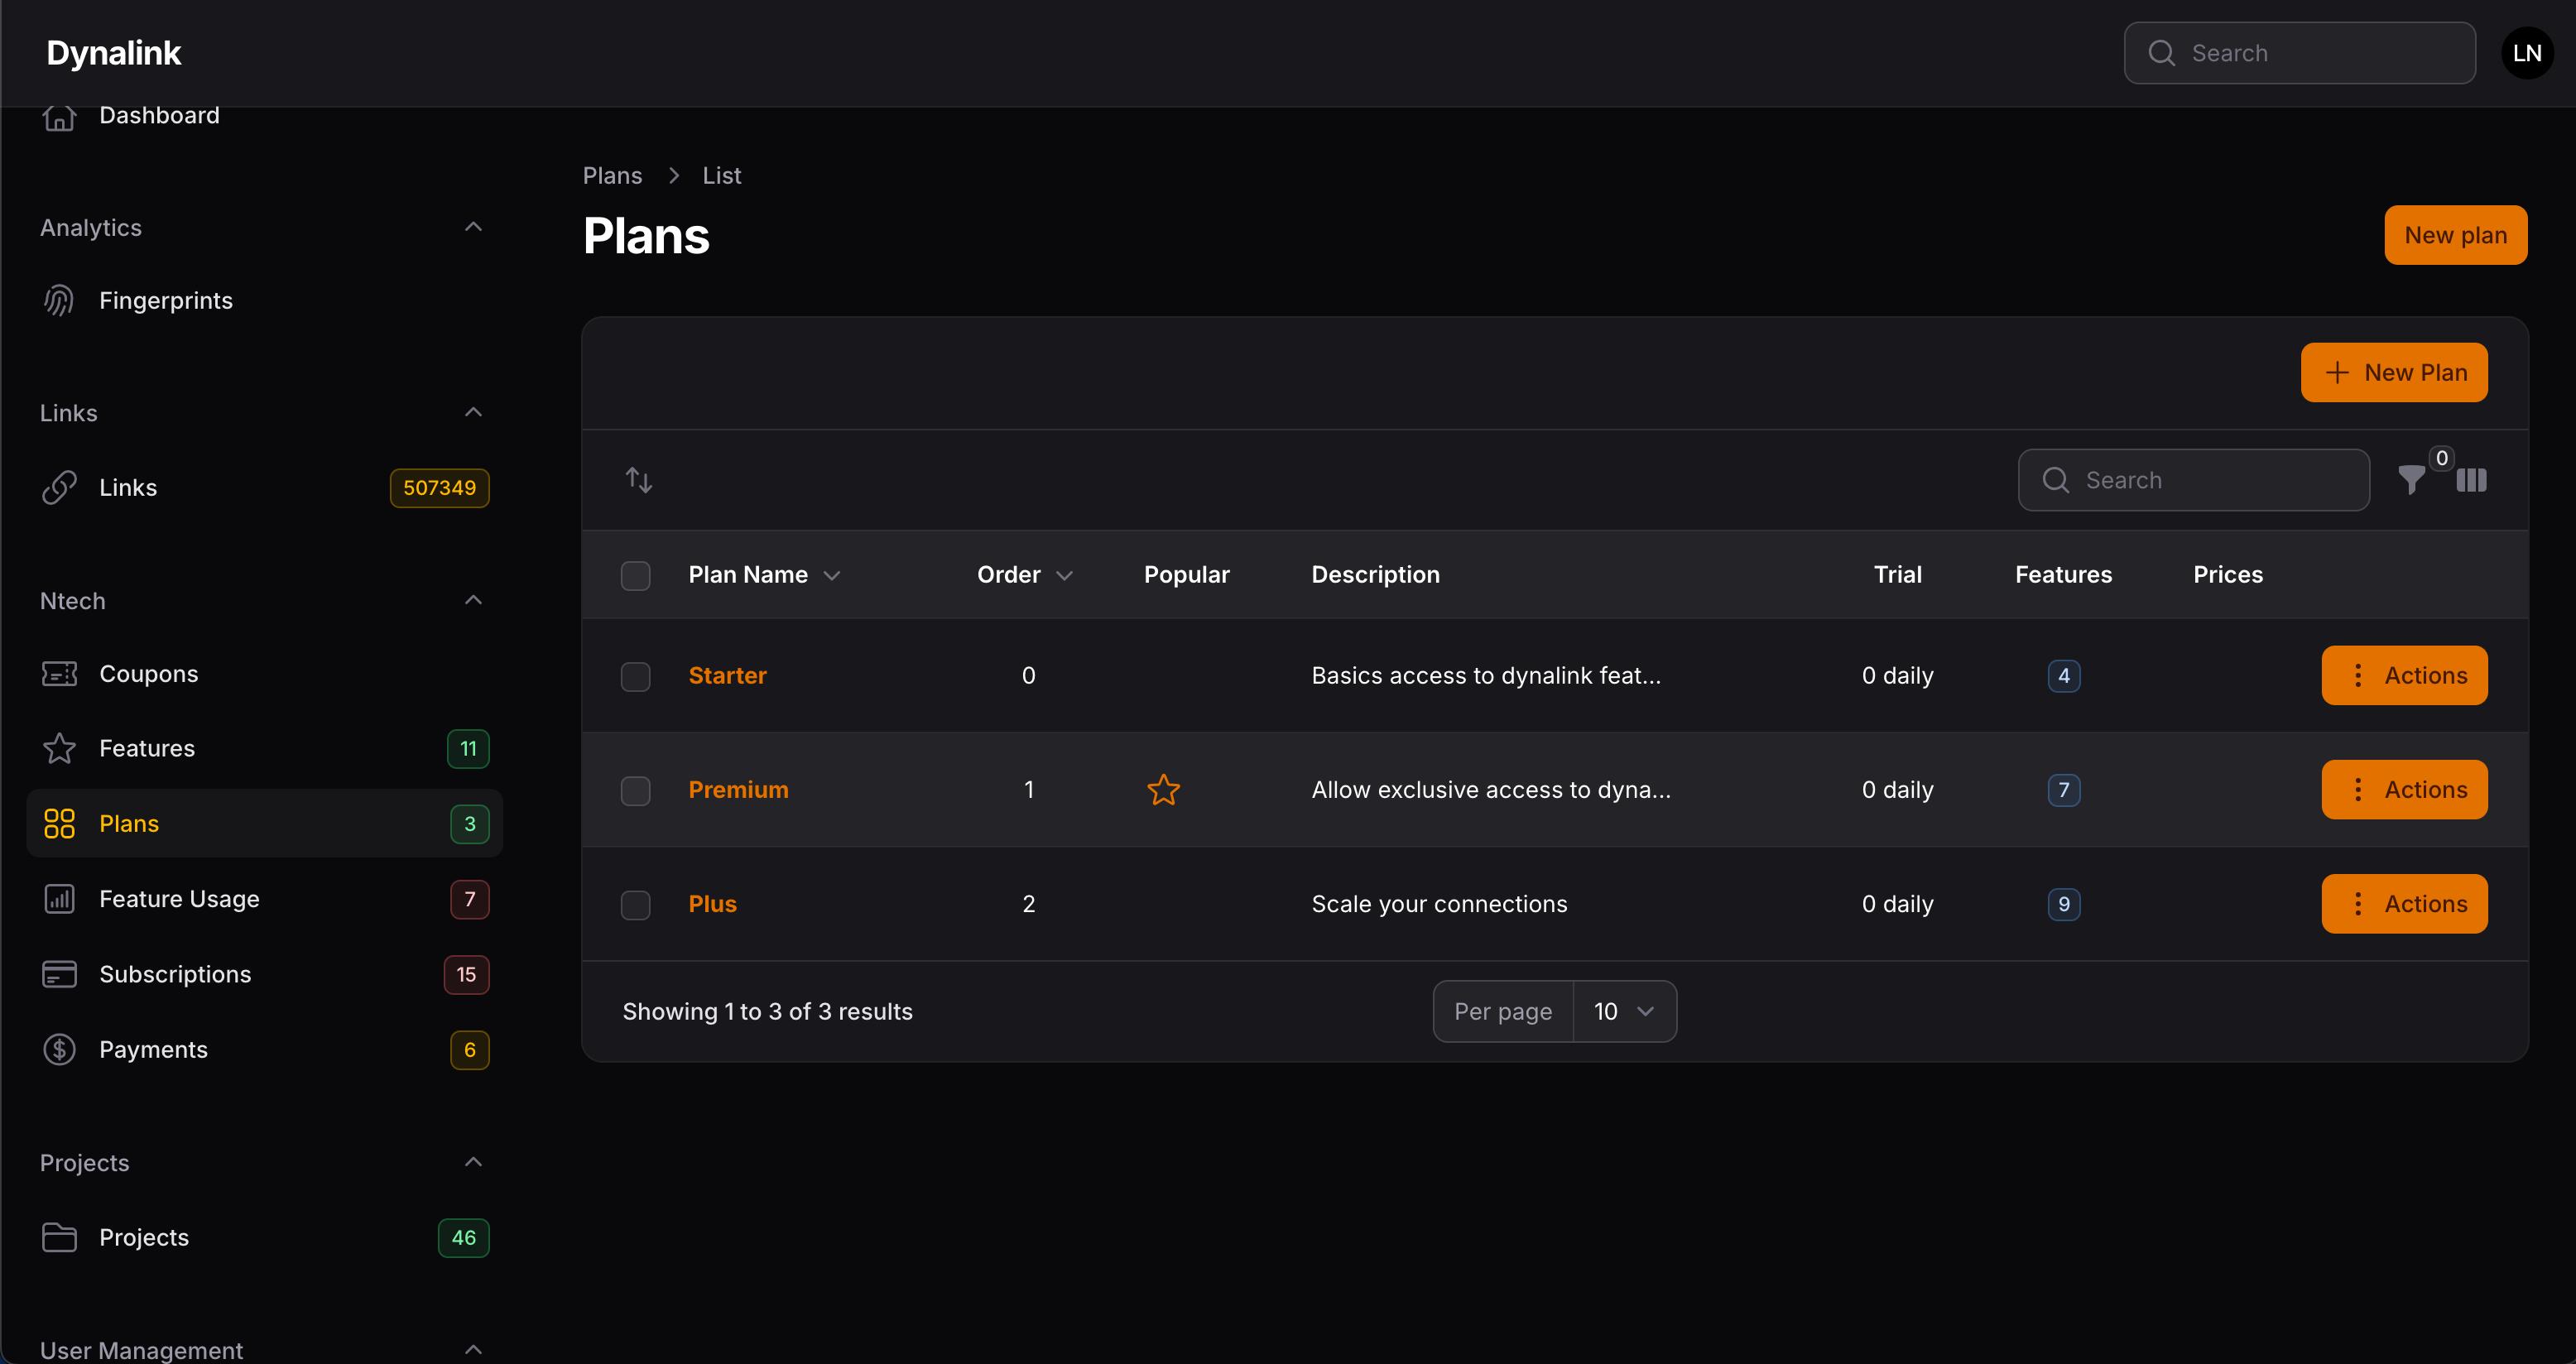 Dynalink
Search
LN
Dashboard
Analytics
Fingerprints
Links
Links 507349
Ntech
Coupons
Features 11
Plans 3
Feature Usage 7
Subscriptions 15
Payments 6
Projects
Projects 46
User Management
Plans > List
Plans
New plan
New Plan
Search
0
Plan Name Order Popular Description Trial Features Prices
Starter 0 Basics access to dynalink feat... 0 daily 4 Actions
Premium 1 Allow exclusive access to dyna... 0 daily 7 Actions
Plus 2 Scale your connections 0 daily 9 Actions
Showing 1 to 3 of 3 results
Per page 10